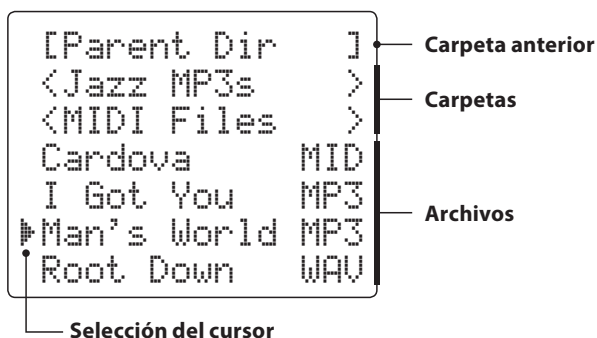 [Parent Dir ]
Carpeta anterior
<Jazz MP3s >
<MIDI Files >
Carpetas
Cardova MID
I Got You MP3
Man's World MP3
Root Down WAV
Archivos
Selección del cursor